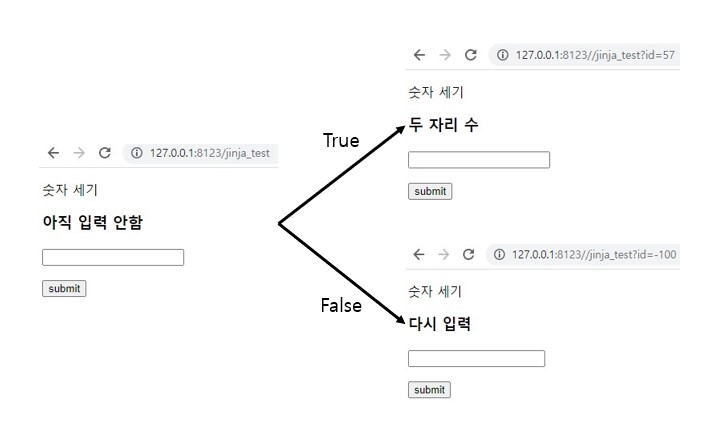 127.0.0.1:8123/jinja_test
숫자 세기
아직 입력 안함
submit
True
False
127.0.0.1:8123//jinja_test?id=57
숫자 세기
두 자리 수
submit
127.0.0.1:8123//jinja_test?id=-100
숫자 세기
다시 입력
submit